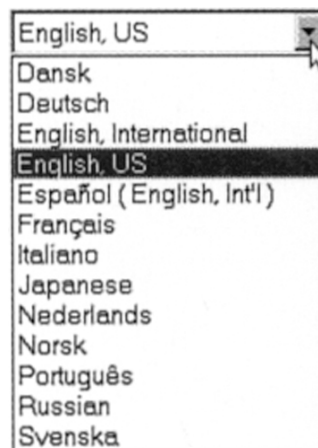 English, US
Dansk
Deutsch
English, International
English, US
Español ( English, Int'l )
Français
Italiano
Japanese
Nederlands
Norsk
Português
Russian
Svenska